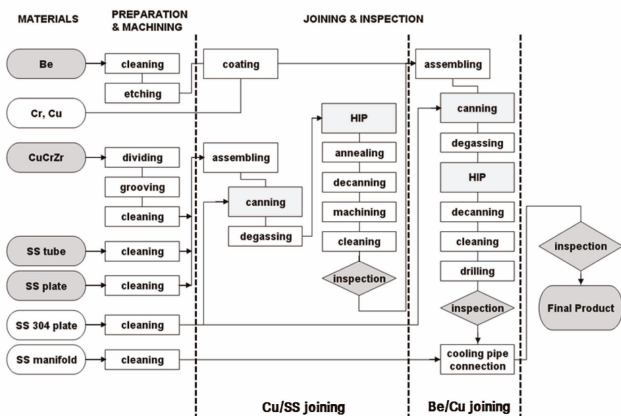 MATERIALS
PREPARATION
& MACHINING
JOINING & INSPECTION
Be
cleaning
etching
coating
assembling
Cr, Cu
canning
HIP
degassing
CuCrZr
dividing
grooving
cleaning
assembling
canning
degassing
annealing
decanning
machining
cleaning
inspection
HIP
decanning
cleaning
drilling
inspection
inspection
Final Product
SS tube
cleaning
SS plate
cleaning
SS 304 plate
cleaning
SS manifold
cleaning
cooling pipe
connection
Cu/SS joining
Be/Cu joining